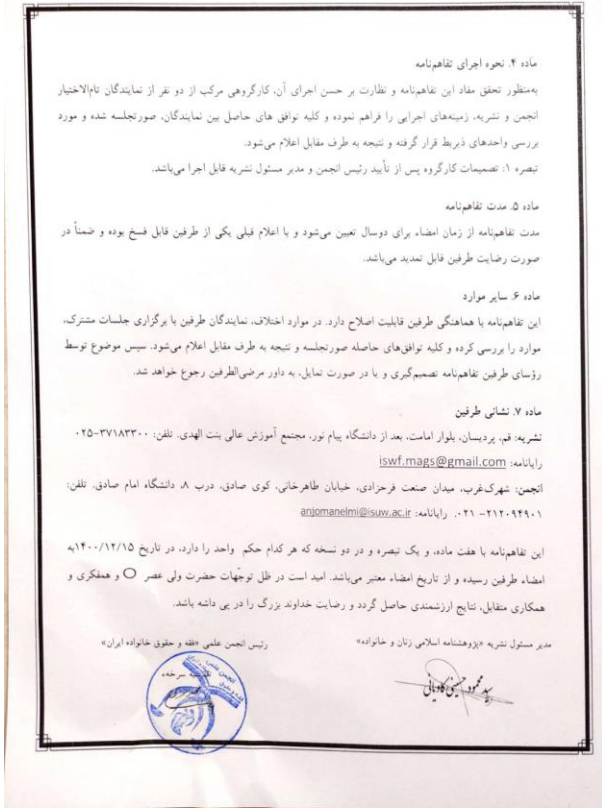 ماده ۴. نحوه اجرای تفاهم‌نامه
به‌منظور تحقق مفاد این تفاهم‌نامه و نظارت بر حسن اجرای آن، کارگروهی مرکب از دو نفر از نمایندگان تام‌الاختیار
انجمن و نشریه، زمینه‌های اجرایی را فراهم نموده و کلیه توافق های حاصل بین نمایندگان، صورتجلسه شده و مورد
بررسی واحدهای ذیربط قرار گرفته و نتیجه به طرف مقابل اعلام می‌شود.
تبصره ۱: تصمیمات کارگروه پس از تأیید رئیس انجمن و مدیر مسئول نشریه قابل اجرا می‌باشد.
ماده ۵. مدت تفاهم‌نامه
مدت تفاهم‌نامه از زمان امضاء برای دوسال تعیین می‌شود و با اعلام قبلی یکی از طرفین قابل فسخ بوده و ضمناً در
صورت رضایت طرفین قابل تمدید می‌باشد.
ماده ۶. سایر موارد
این تفاهم‌نامه با هماهنگی طرفین قابلیت اصلاح دارد. در موارد اختلاف، نمایندگان طرفین با برگزاری جلسات مشترک،
موارد را بررسی کرده و کلیه توافق‌های حاصله صورتجلسه و نتیجه به طرف مقابل اعلام می‌شود. سپس موضوع توسط
رؤسای طرفین تفاهم‌نامه تصمیم‌گیری و یا در صورت تمایل، به داور مرضی‌الطرفین رجوع خواهد شد.
ماده ۷. نشانی طرفین
نشریه: قم، پردیسان، بلوار امامت، بعد از دانشگاه پیام نور، مجتمع آموزش عالی بنت الهدی. تلفن: ۳۷۱۸۳۳۰۰-۰۲۵
رایانامه: iswf.mags@gmail.com
انجمن: شهرک‌غرب، میدان صنعت فرحزادی، خیابان طاهرخانی، کوی صادق، درب ۸، دانشگاه امام صادق. تلفن:
۲۱۲۰۹۴۹۰۱- ۰۲۱. رایانامه: anjomanelmi@isuw.ac.ir
این تفاهم‌نامه با هفت ماده، و یک تبصره و در دو نسخه که هر کدام حکم واحد را دارد، در تاریخ ۱۴۰۰/۱۲/۱۵به
امضاء طرفین رسیده و از تاریخ امضاء معتبر می‌باشد. امید است در ظل توجّهات حضرت ولی عصر و همفکری و
همکاری متقابل، نتایج ارزشمندی حاصل گردد و رضایت خداوند بزرگ را در پی داشته باشد.
مدیر مسئول نشریه «پژوهشنامه اسلامی زنان و خانواده»
رئیس انجمن علمی «فقه و حقوق خانواده ایران»
سرخه